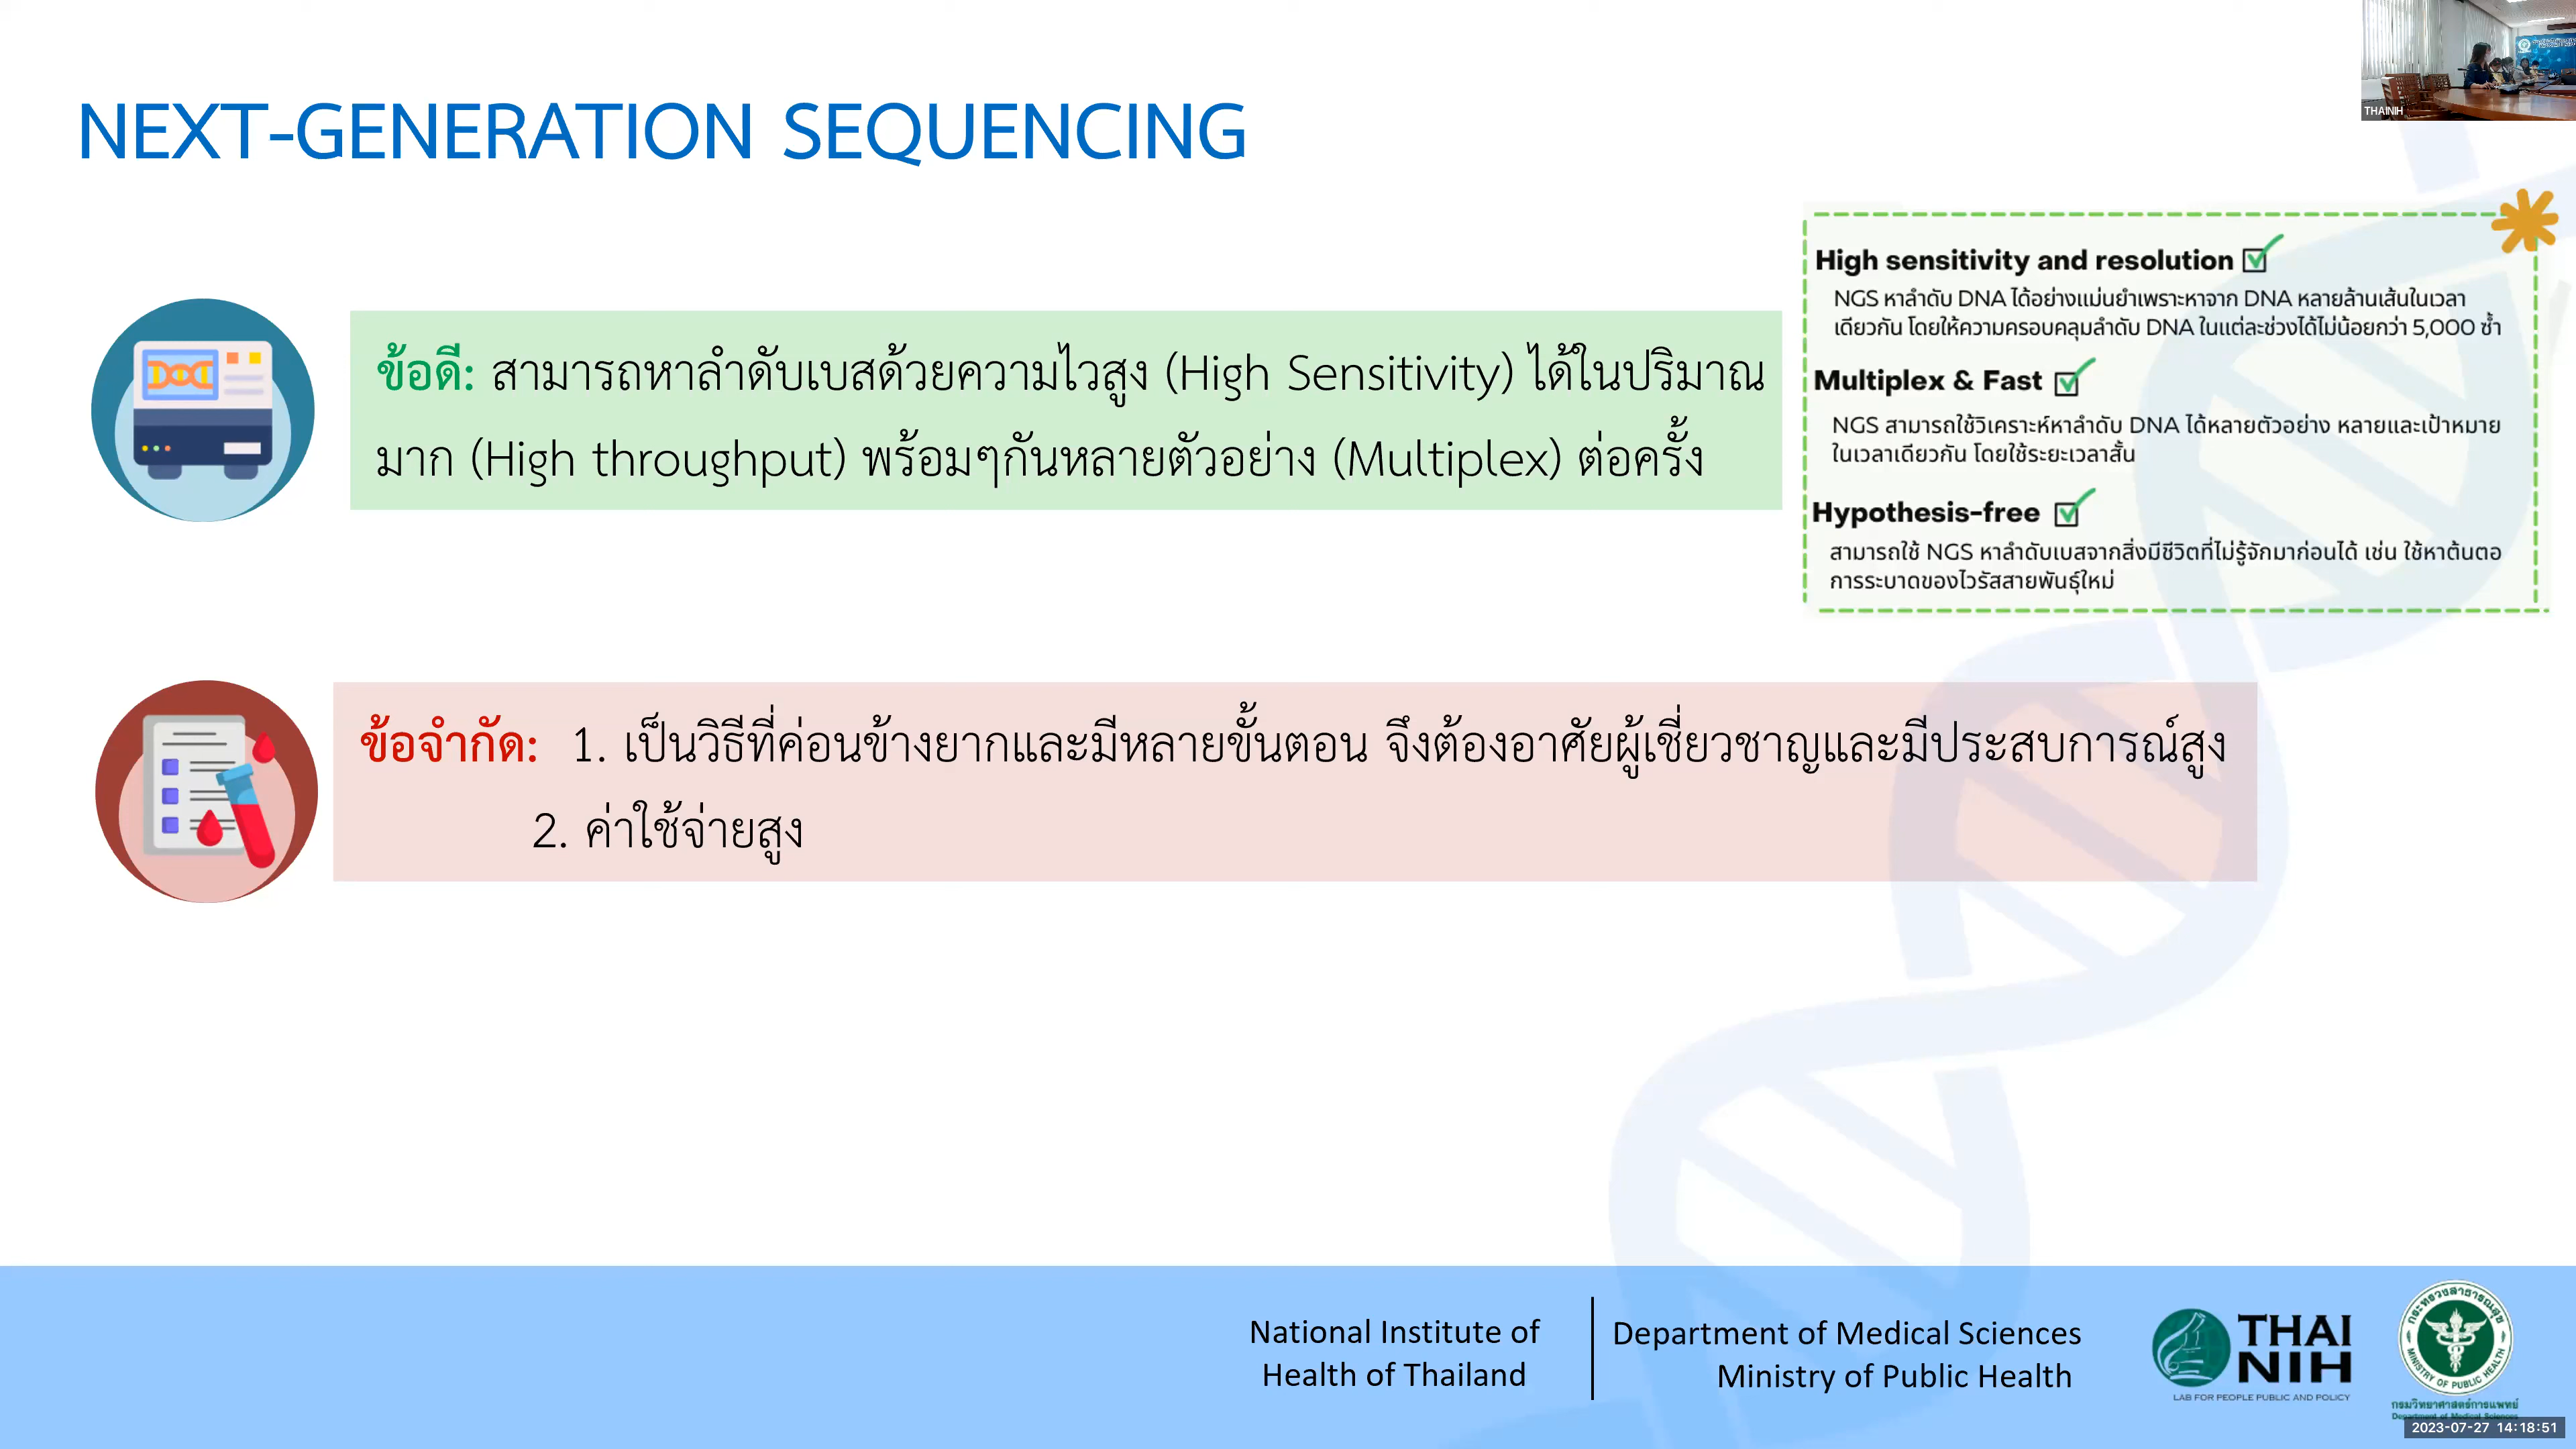 THAINIH
NEXT-GENERATION SEQUENCING
ข้อดี: สามารถหาลำดับเบสด้วยความไวสูง (High Sensitivity) ได้ในปริมาณ
มาก (High throughput) พร้อมๆกันหลายตัวอย่าง (Multiplex) ต่อครั้ง
High sensitivity and resolution
NGS หาลำดับ DNA ได้อย่างแม่นยำเพราะหาจาก DNA หลายล้านเส้นในเวลา
เดียวกัน โดยให้ความครอบคลุมลำดับ DNA ในแต่ละช่วงได้ไม่น้อยกว่า 5,000 ซ้ำ
Multiplex & Fast
NGS สามารถใช้วิเคราะห์หาลำดับ DNA ได้หลายตัวอย่าง หลายและเป้าหมาย
ในเวลาเดียวกัน โดยใช้ระยะเวลาสั้น
Hypothesis-free
สามารถใช้ NGS หาลำดับเบสจากสิ่งมีชีวิตที่ไม่รู้จักมาก่อนได้ เช่น ใช้หาต้นตอ
การระบาดของไวรัสสายพันธุ์ใหม่
ข้อจำกัด: 1. เป็นวิธีที่ค่อนข้างยากและมีหลายขั้นตอน จึงต้องอาศัยผู้เชี่ยวชาญและมีประสบการณ์สูง
2. ค่าใช้จ่ายสูง
National Institute of
Health of Thailand
Department of Medical Sciences
Ministry of Public Health
THAI
NIH
LAB FOR PEOPLE PUBLIC AND POLICY
กระทรวงสาธารณสุข
MINISTRY OF PUBLIC HEALTH
กรมวิทยาศาสตร์การแพทย์
Department of Medical Sciences
2023-07-27 14:18:51